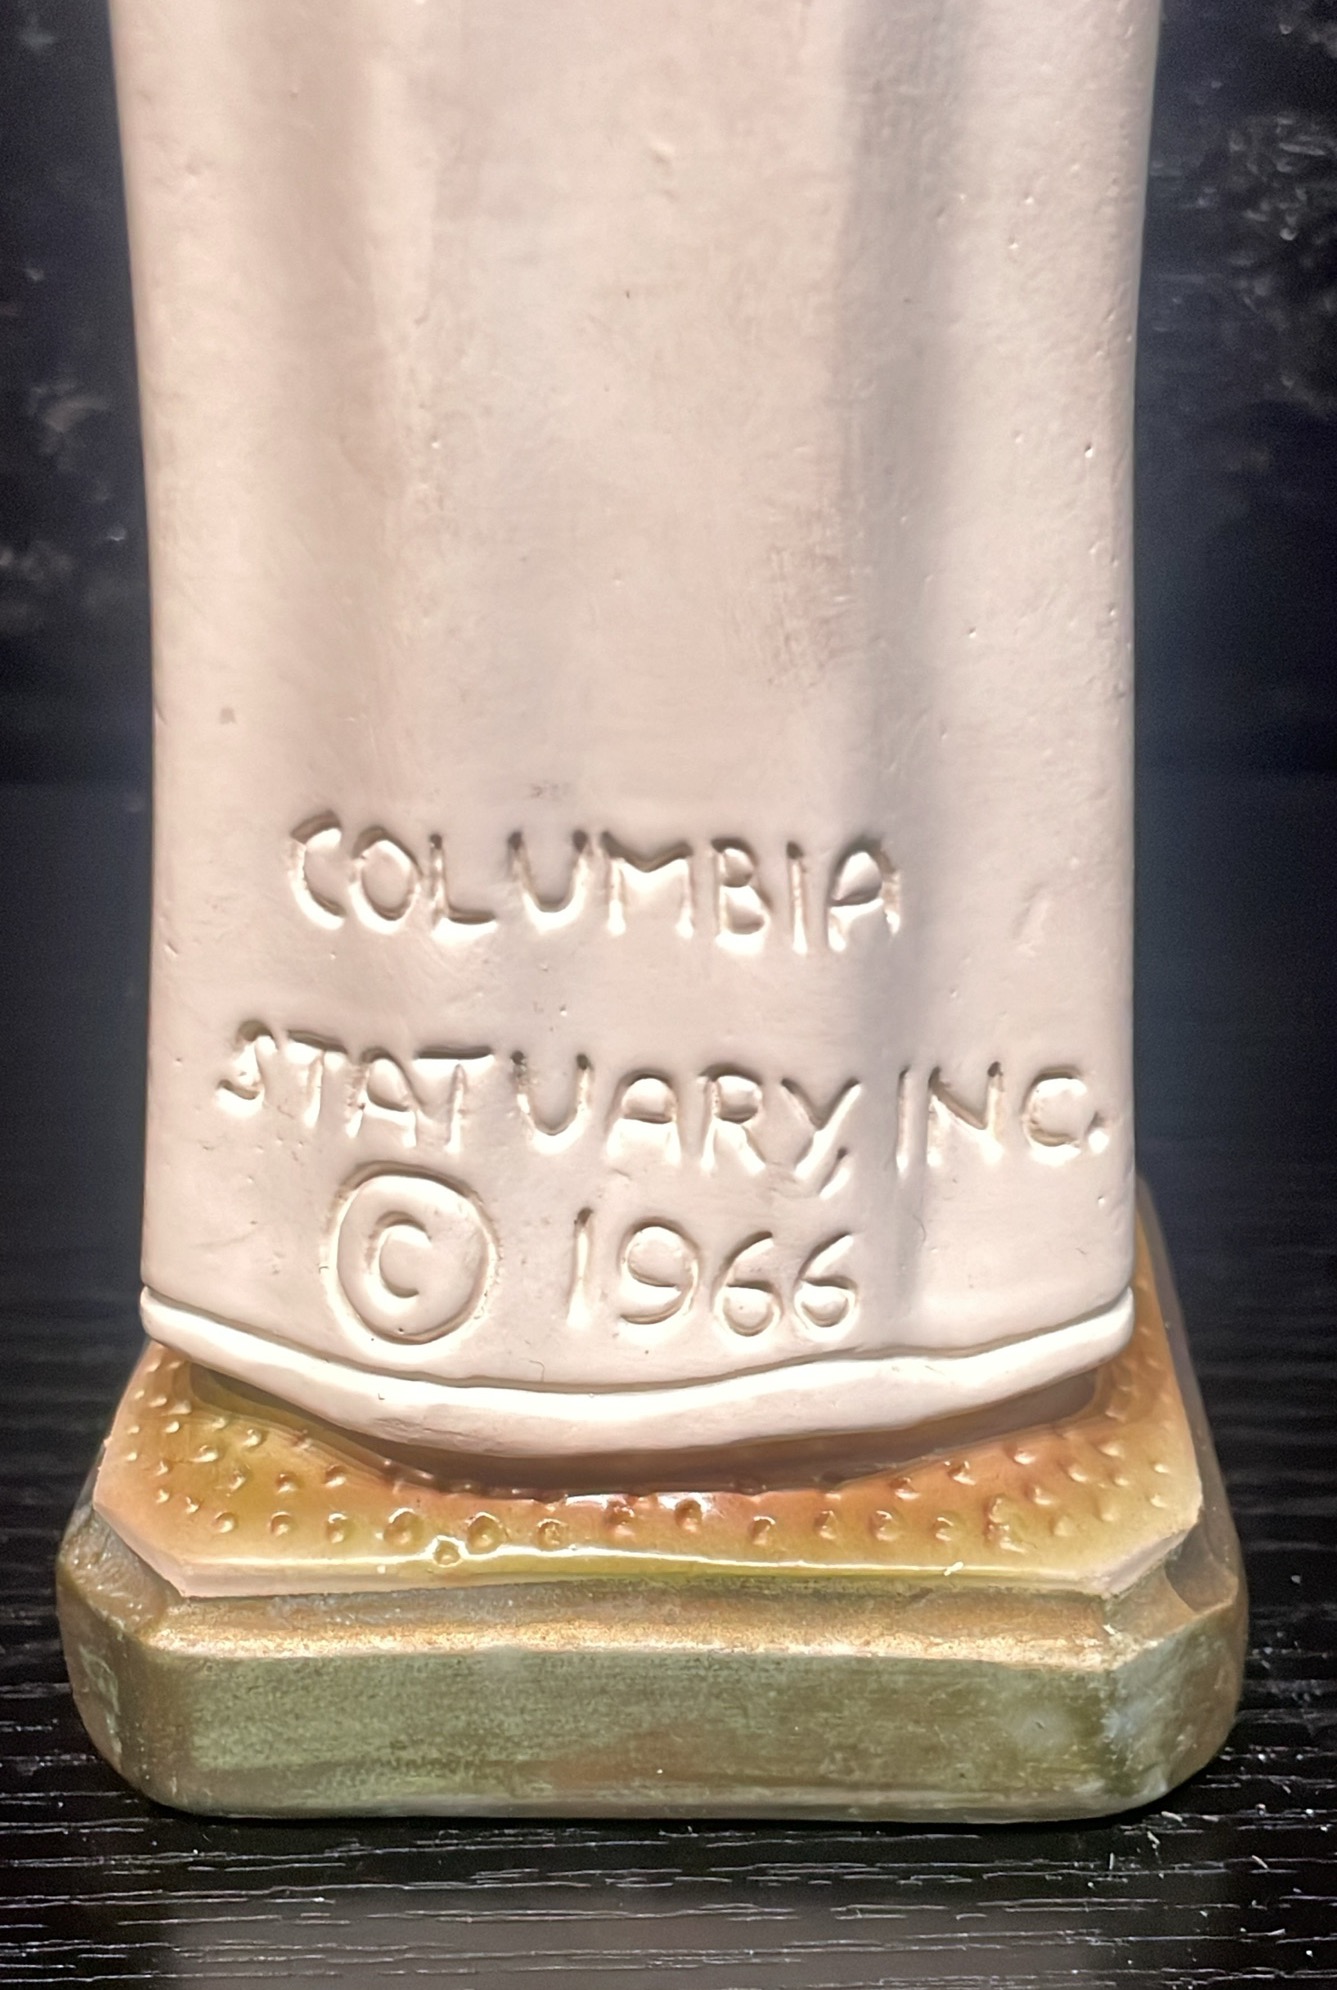 COLUMBIA
STATUARY, INC.
© 1966